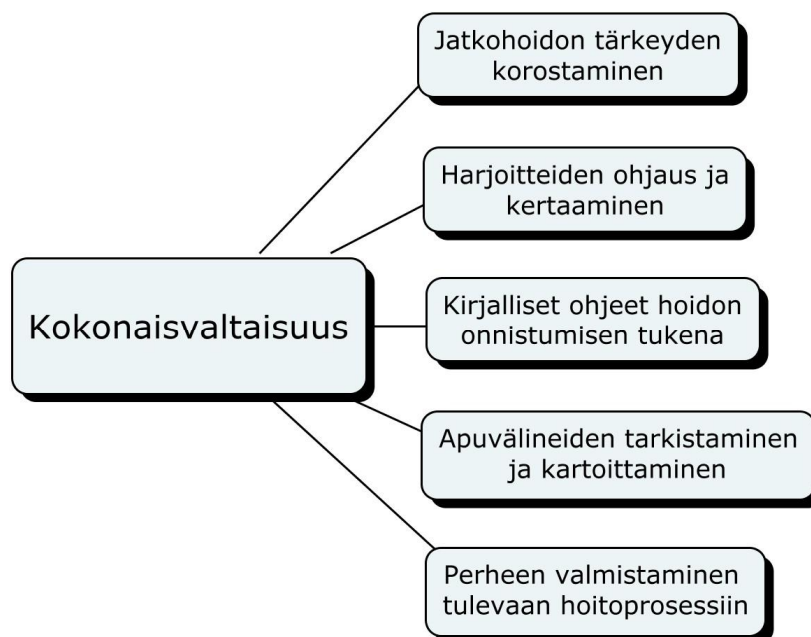 Jatkohoidon tärkeyden
korostaminen
Harjoitteiden ohjaus ja
kertaaminen
Kokonaisvaltaisuus
Kirjalliset ohjeet hoidon
onnistumisen tukena
Apuvälineiden tarkistaminen
ja kartoittaminen
Perheen valmistaminen
tulevaan hoitoprosessiin